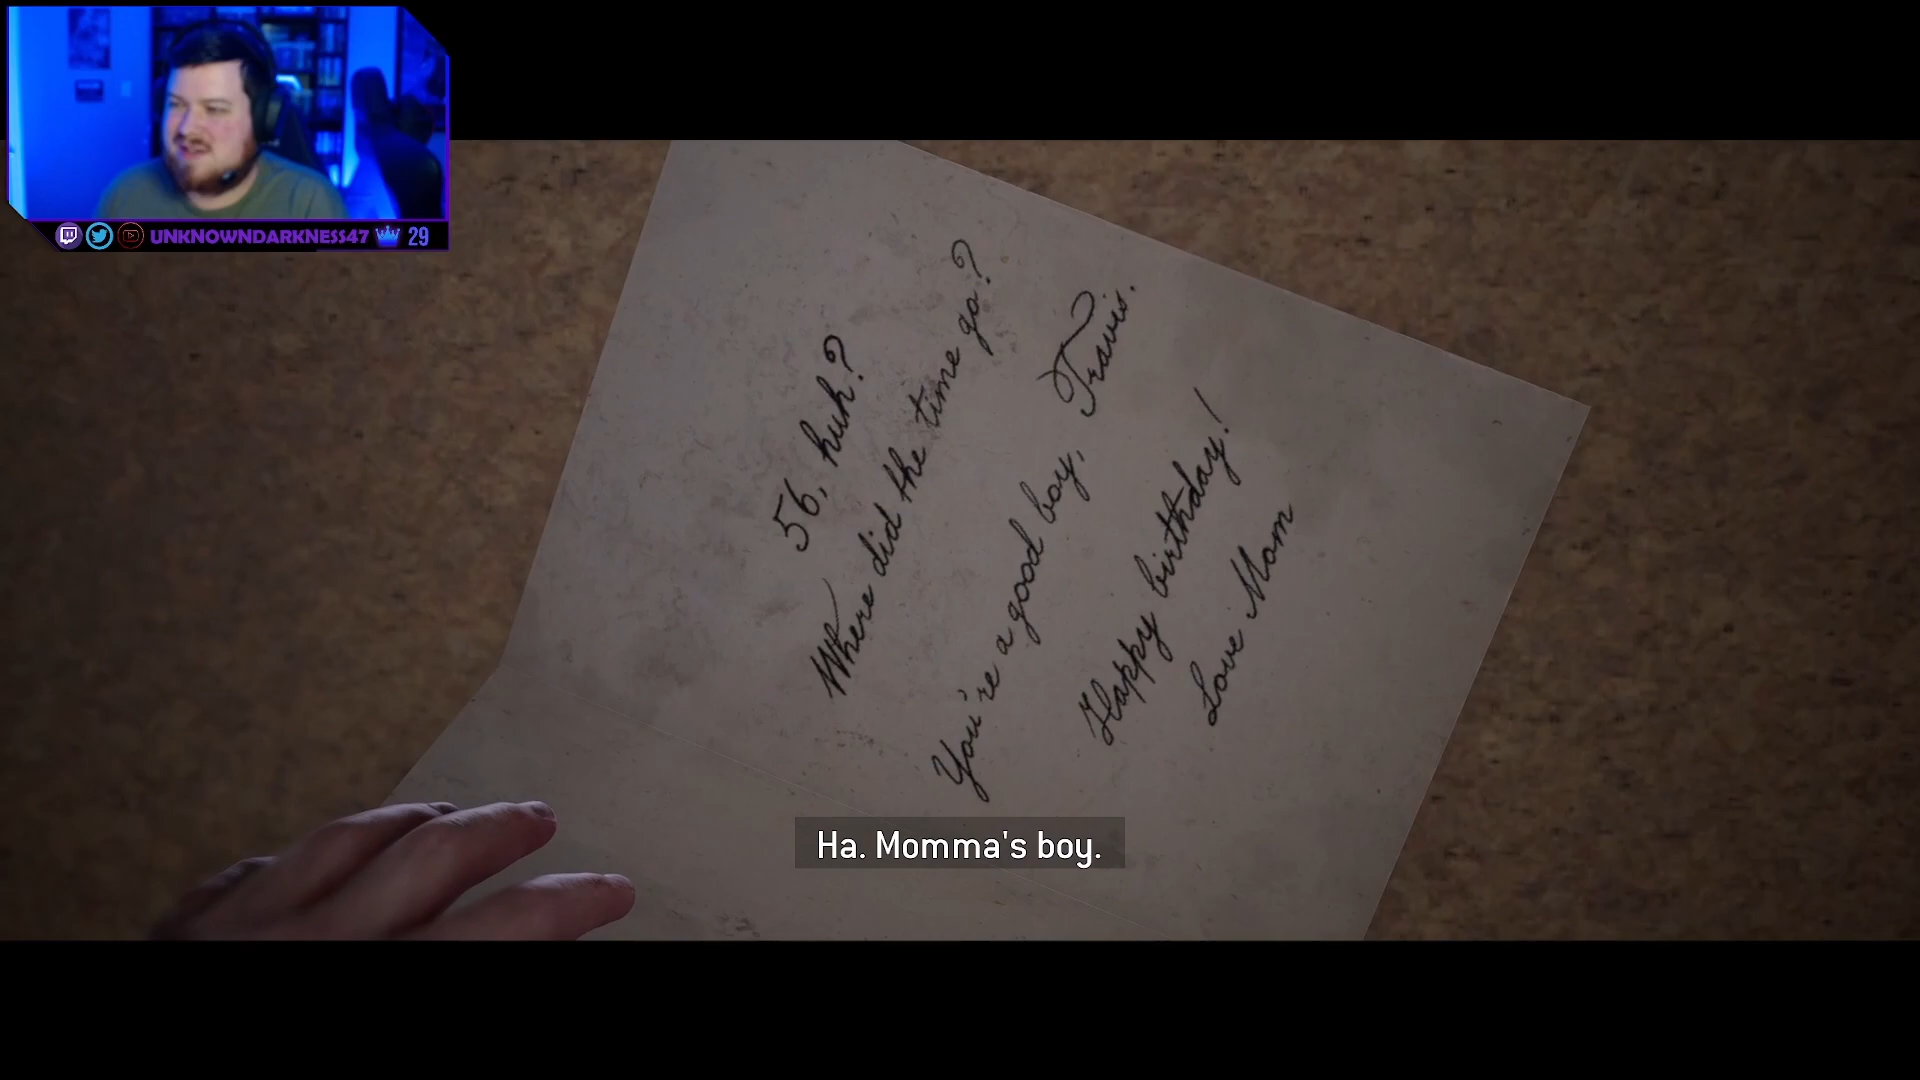 UNKNOWNDARKNESS47 29
56, huh?
Where did the time go?
You're a good boy, Travis.
Happy birthday!
Love Mom
Ha. Momma's boy.